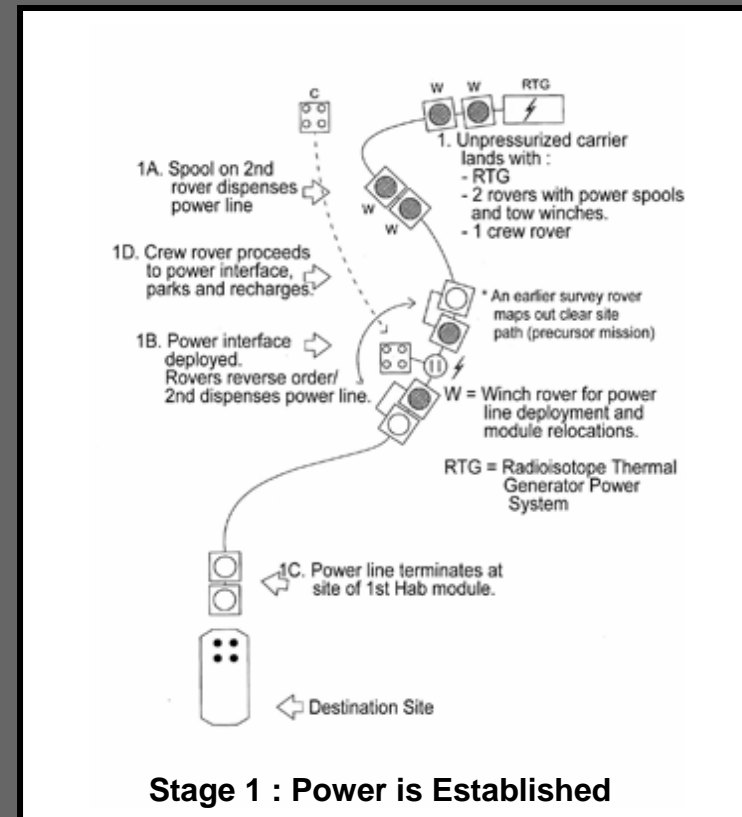 C
W W RTG
1. Unpressurized carrier
lands with :
- RTG
- 2 rovers with power spools
and tow winches.
- 1 crew rover
1A. Spool on 2nd
rover dispenses
power line
W
W
1D. Crew rover proceeds
to power interface,
parks and recharges.
* An earlier survey rover
maps out clear site
path (precursor mission)
1B. Power interface
deployed.
Rovers reverse order/
2nd dispenses power line.
W = Winch rover for power
line deployment and
module relocations.
RTG = Radioisotope Thermal
Generator Power
System
1C. Power line terminates at
site of 1st Hab module.
Destination Site
Stage 1 : Power is Established